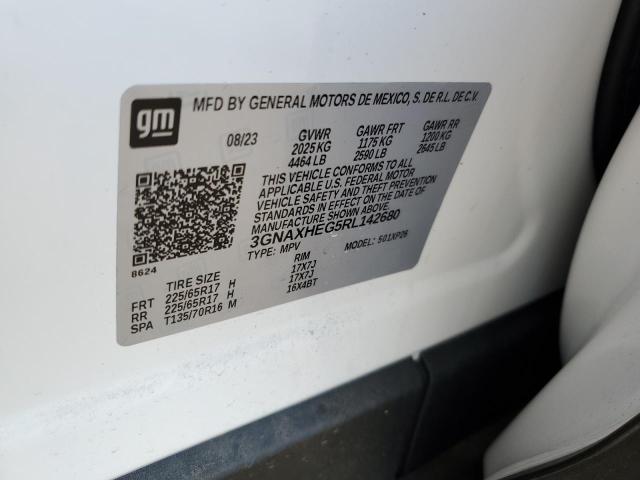 gm
MFD BY GENERAL MOTORS DE MEXICO, S. DE R.L. DE C.V.
08/23 GVWR GAWR FRT GAWR RR
2025 KG 1175 KG 1200 KG
4464 LB 2590 LB 2645 LB
THIS VEHICLE CONFORMS TO ALL
APPLICABLE U.S. FEDERAL MOTOR
VEHICLE SAFETY AND THEFT PREVENTION
STANDARDS IN EFFECT ON THE DATE OF
MANUFACTURE SHOWN ABOVE.
3GNAXHEG5RL142680
TYPE: MPV MODEL: 501XP26
8624
TIRE SIZE RIM
FRT 225/65R17 H 17X7J
RR 225/65R17 H 17X7J
SPA T135/70R16 M 16X4BT